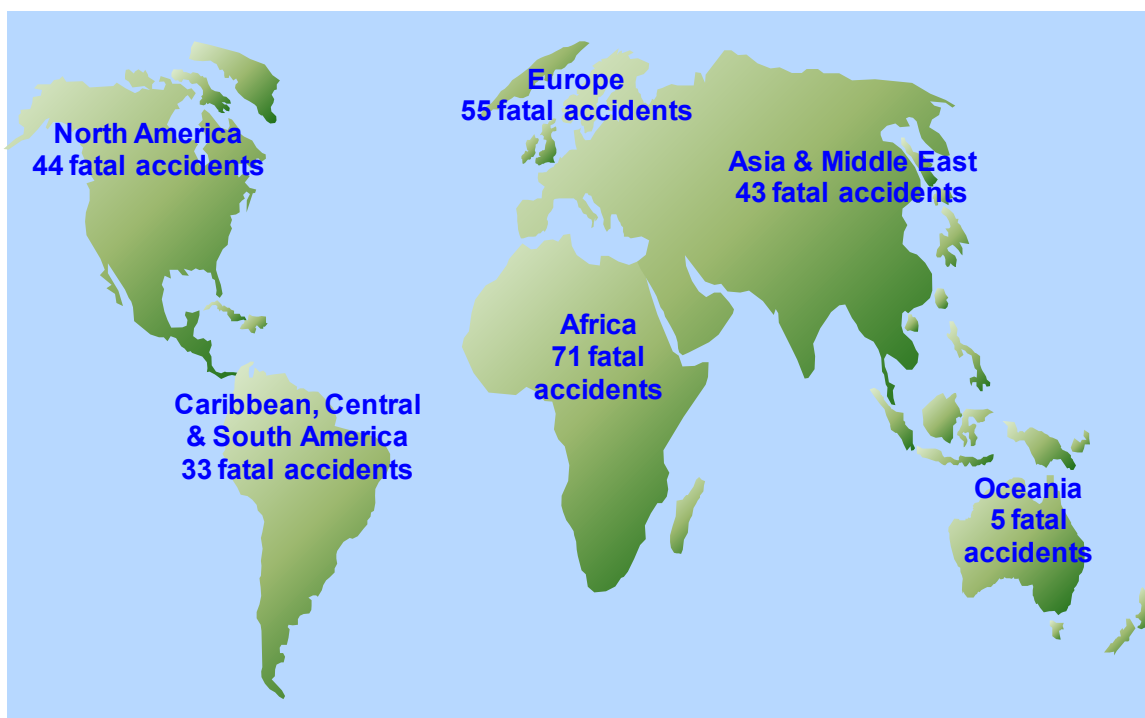 Europe
55 fatal accidents
North America
44 fatal accidents
Asia & Middle East
43 fatal accidents
Africa
71 fatal
accidents
Caribbean, Central
& South America
33 fatal accidents
Oceania
5 fatal
accidents